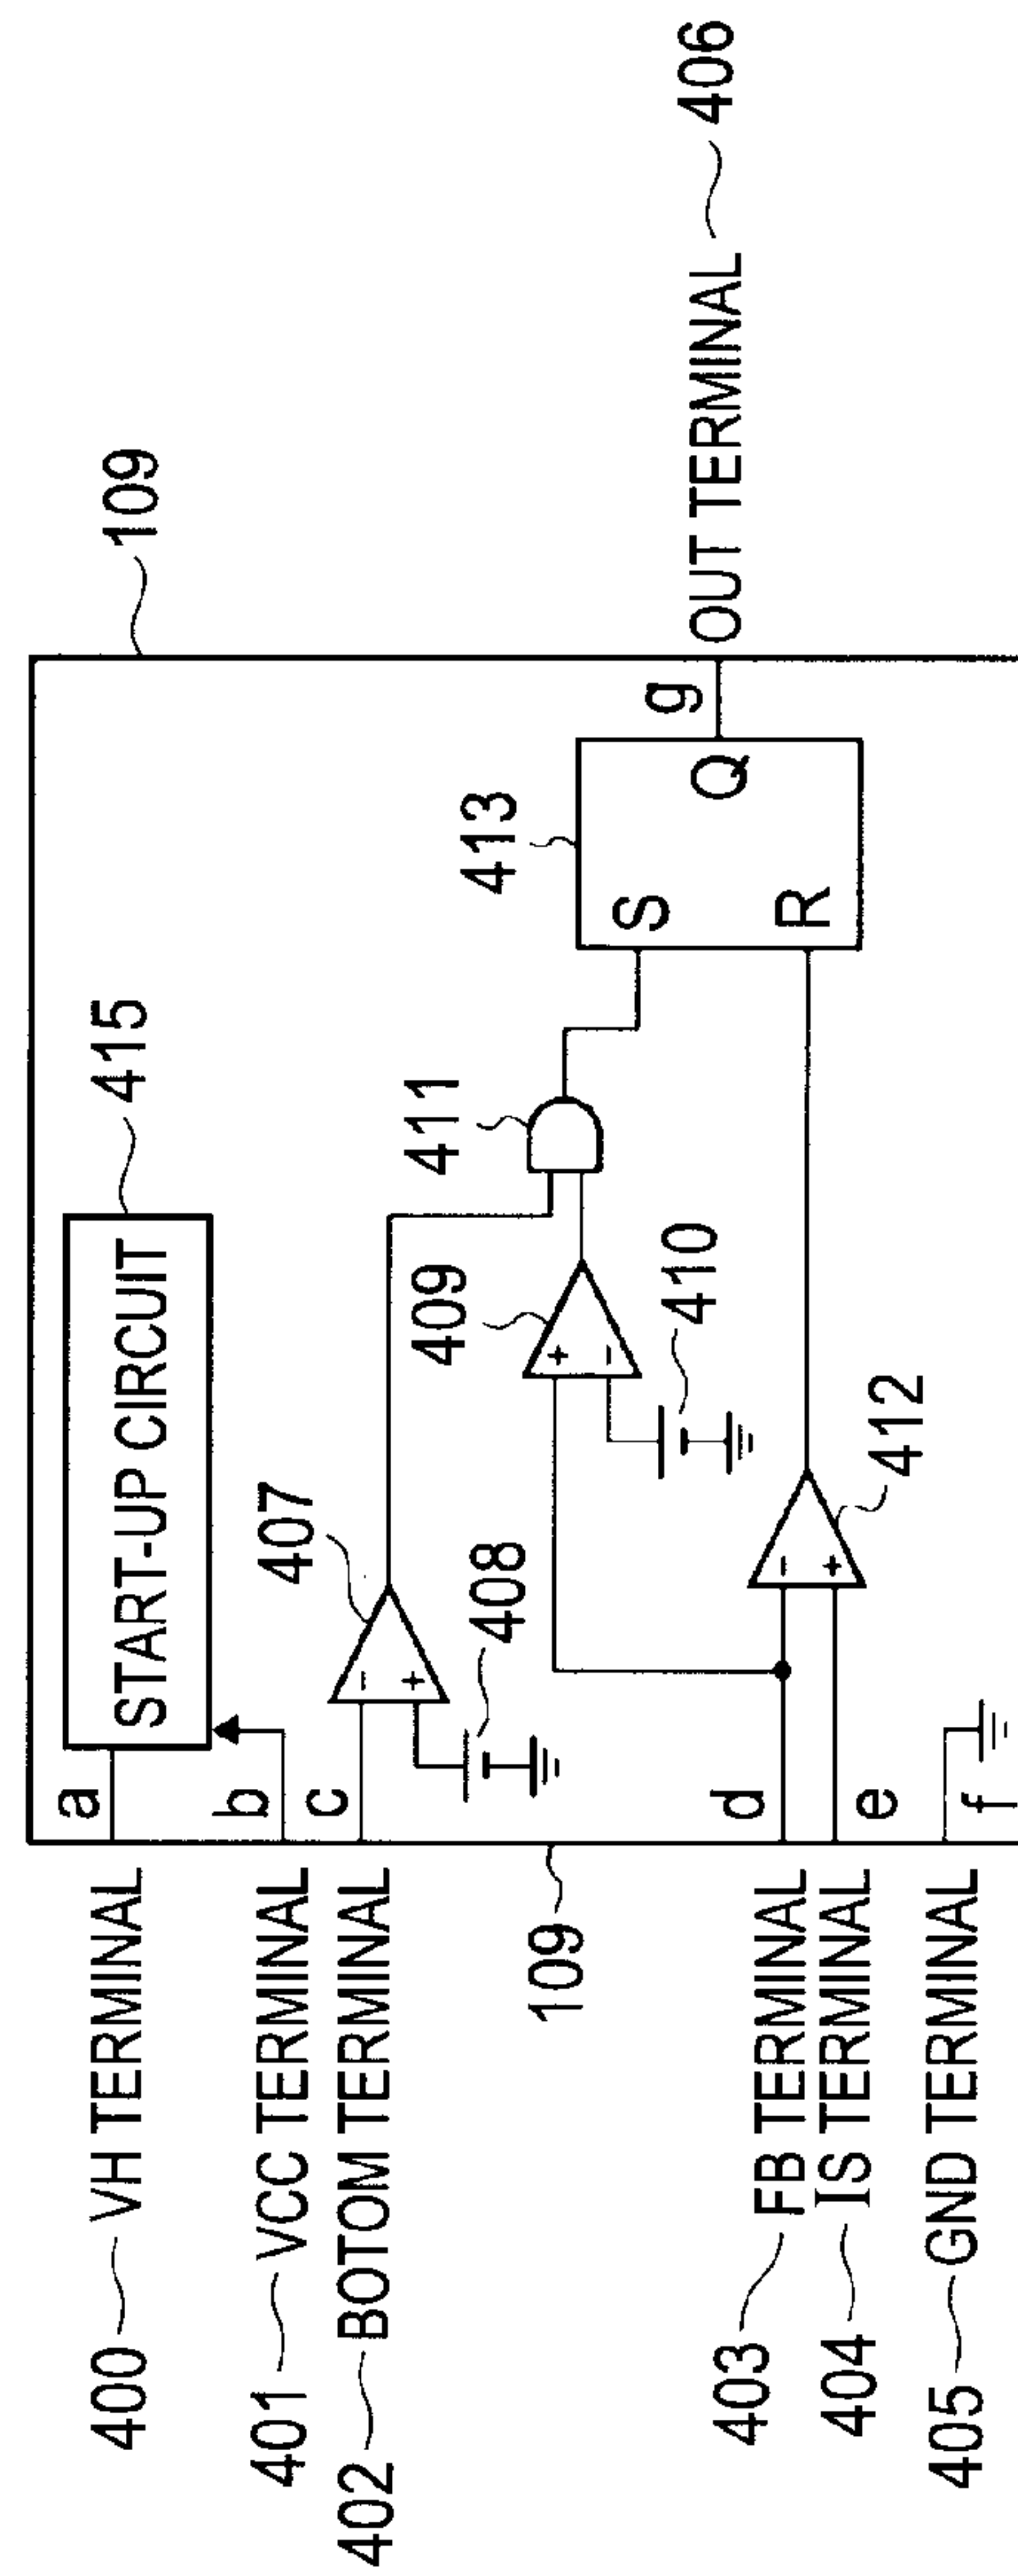 400 VH TERMINAL
401 VCC TERMINAL
402 BOTTOM TERMINAL
403 FB TERMINAL
404 IS TERMINAL
405 GND TERMINAL
109
109
a
b
c
d
e
f
START-UP CIRCUIT
415
407
-
+
408
409
+
-
410
411
412
-
+
413
S
R
Q
g
OUT TERMINAL 406